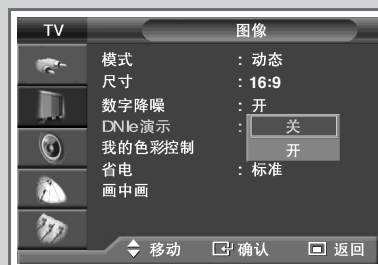 TV 图像
模式 : 动态
尺寸 : 16:9
数字降噪 : 开
DNIe演示 : 关
开
我的色彩控制
省电 : 标准
画中画
移动 确认 返回